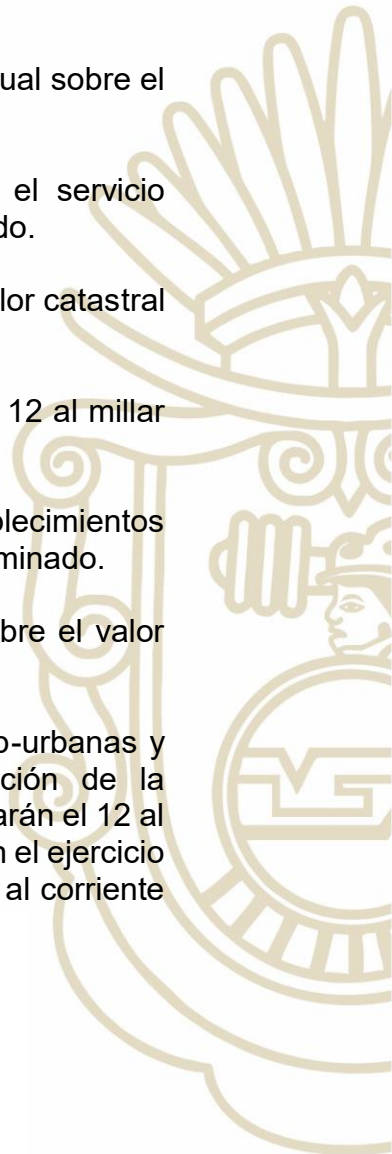 ual sobre el
el servicio
do.
alor catastral
12 al millar
blecimientos
minado.
bre el valor
o-urbanas y
ción de la
arán el 12 al
n el ejercicio
al corriente